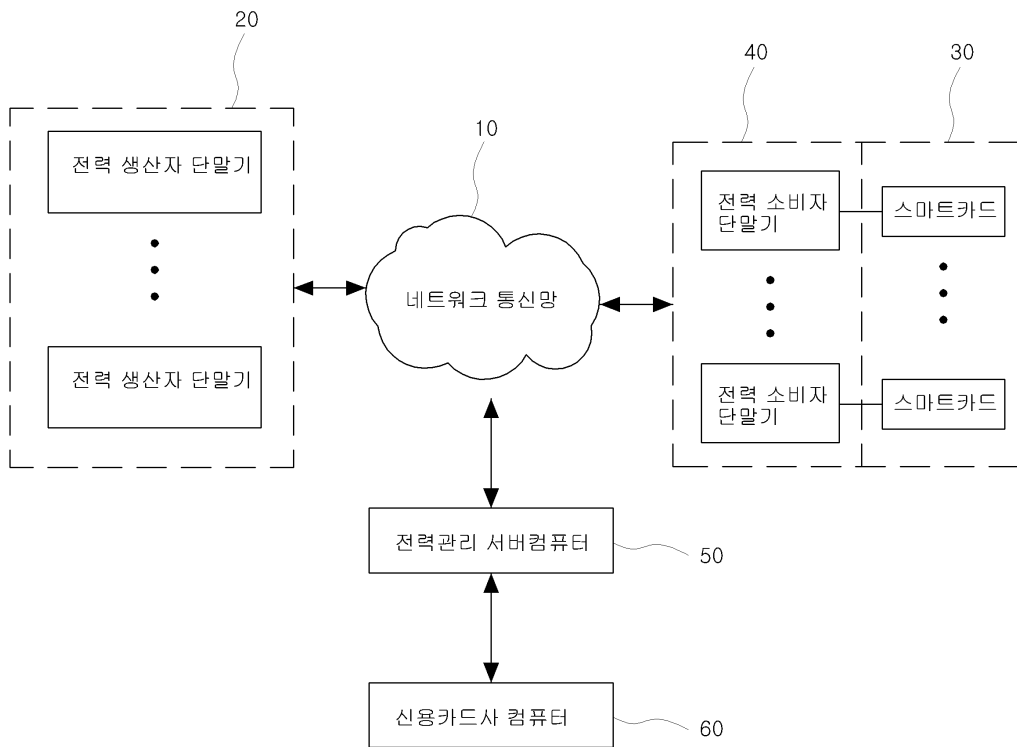 20
40
30
10
전력 생산자 단말기
네트워크 통신망
전력 소비자
단말기
스마트카드
전력 생산자 단말기
전력 소비자
단말기
스마트카드
전력관리 서버컴퓨터
50
신용카드사 컴퓨터
60